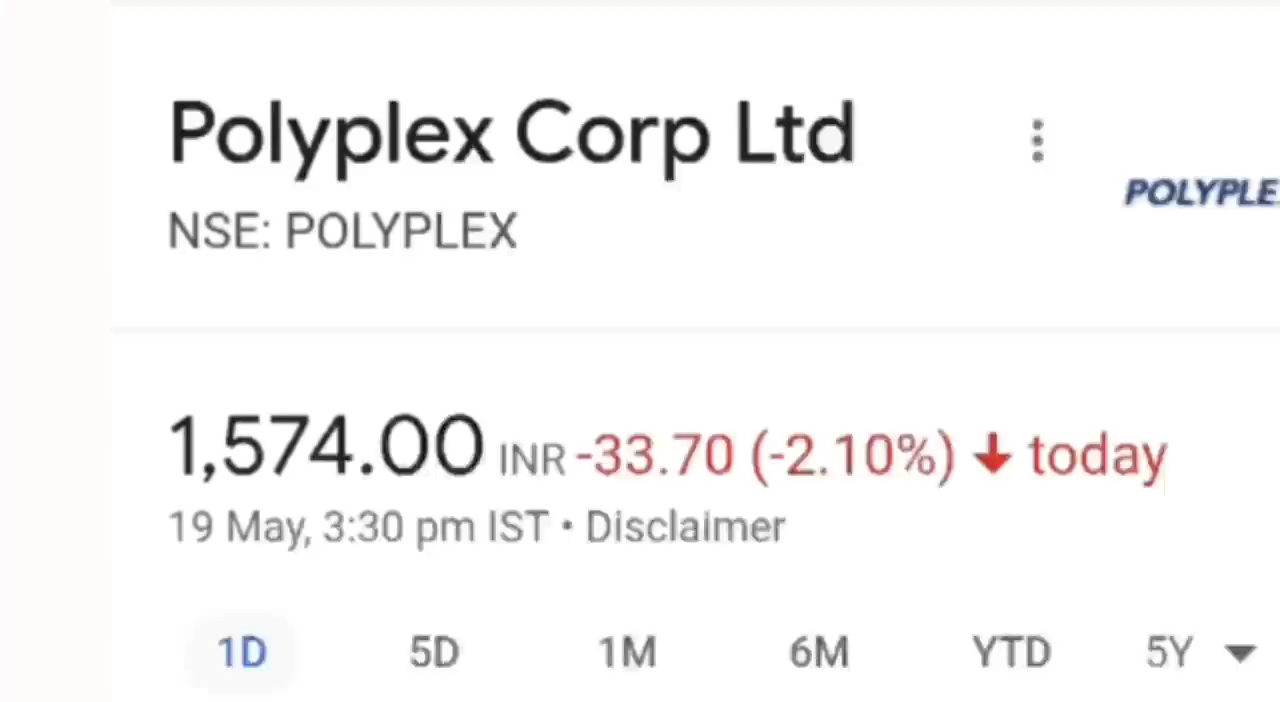 Polyplex Corp Ltd
POLYPLE
NSE: POLYPLEX
1,574.00 INR -33.70 (-2.10%) ↓ today
19 May, 3:30 pm IST • Disclaimer
1D 5D 1M 6M YTD 5Y